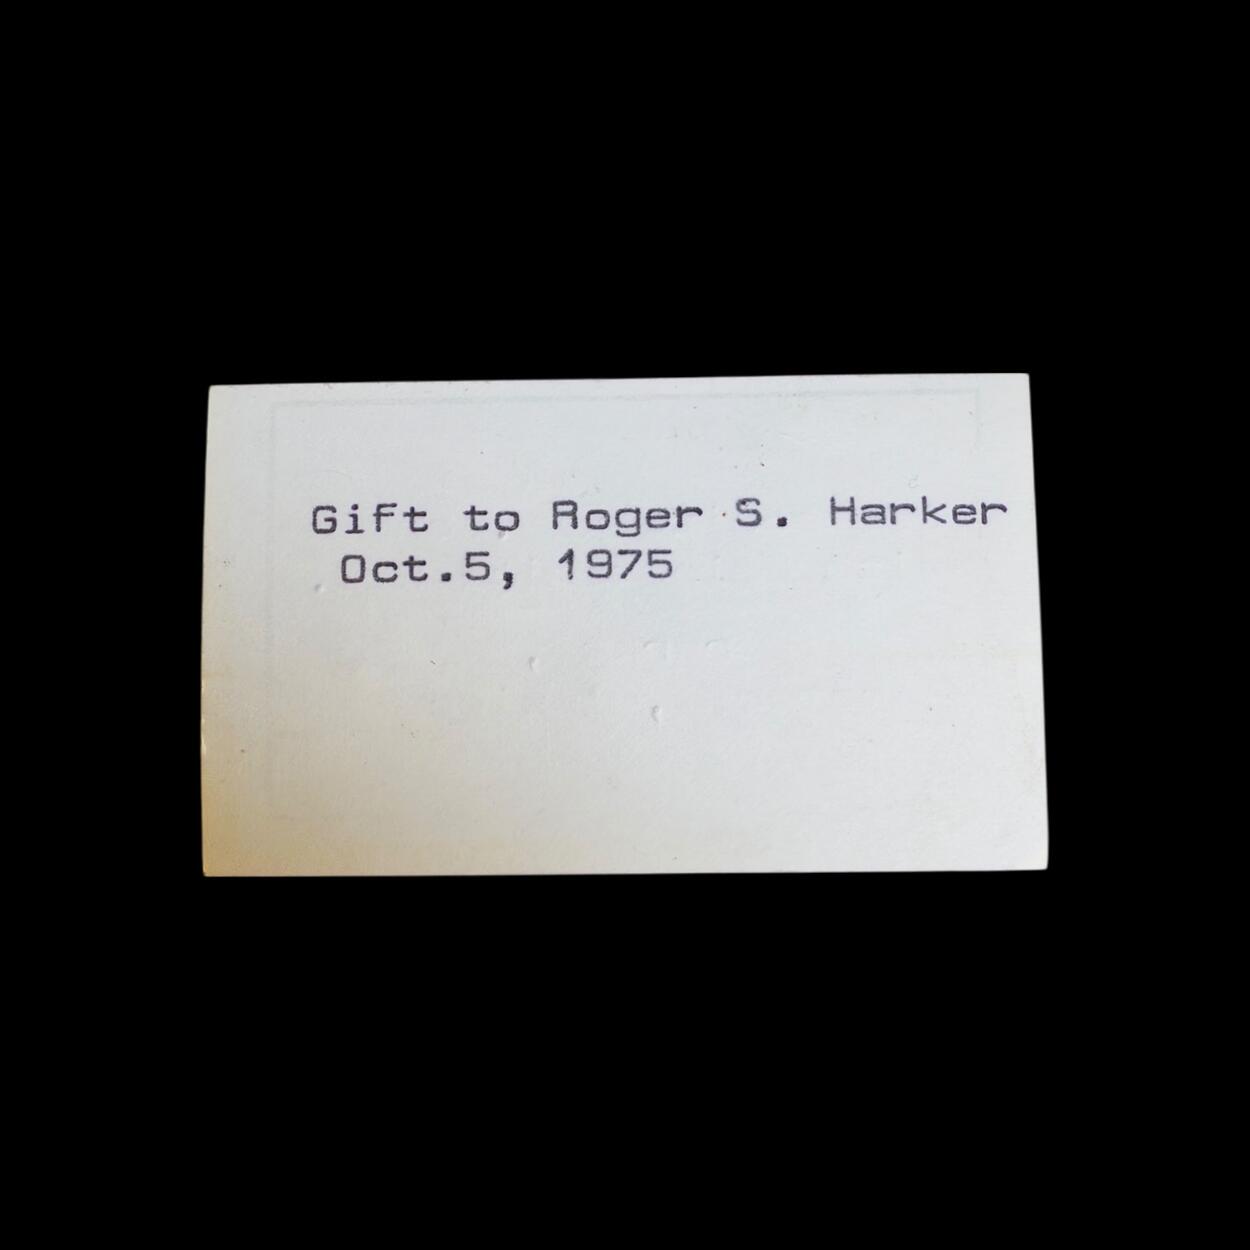 Gift to Roger S. Harker
Oct.5, 1975